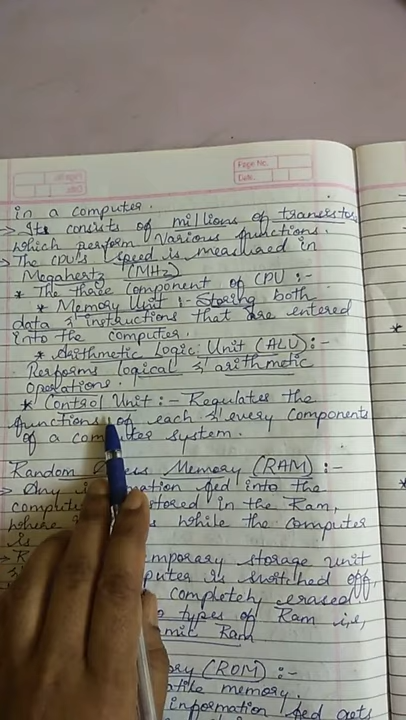 Page No:
Date:
in a computer.
→ It consists of millions of transistor
which perform various functions.
→ The CPU's speed is measured in
Megahertz (MHz)
* The three component of CPU :-
* Memory Unit :- Storing both
data & instructions that are entered
into the computer.
* Arithmetic Logic Unit (ALU):-
Performs logical & arithmetic
Operations.
* Control Unit :- Regulates the
functions of each & every components
of a computer system.
Random Access Memory (RAM) :-
→ Any information fed into the
computer stored in the Ram,
where while the computer
is
temporary storage unit
computer is switched off,
completely erased.
types of Ram i.e,
Ram
(ROM) :-
memory.
information fed gets